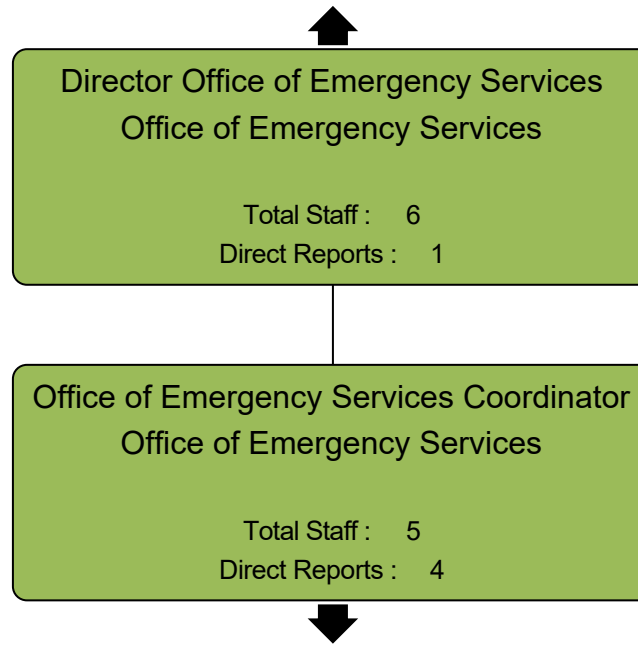 Director Office of Emergency Services
Office of Emergency Services
Total Staff : 6
Direct Reports : 1
Office of Emergency Services Coordinator
Office of Emergency Services
Total Staff : 5
Direct Reports : 4